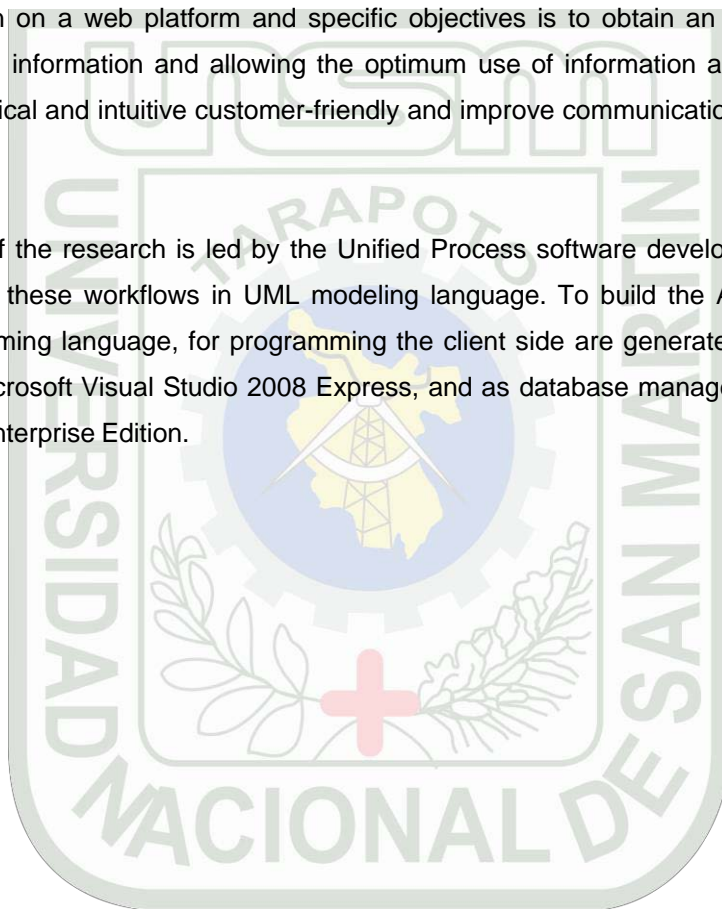 n on a web platform and specific objectives is to obtain an
information and allowing the optimum use of information a
ical and intuitive customer-friendly and improve communicatio
f the research is led by the Unified Process software develo
these workflows in UML modeling language. To build the A
ming language, for programming the client side are generate
crosoft Visual Studio 2008 Express, and as database manage
nterprise Edition.
unsm
TARAPOTO
UNIVERSIDAD
NACIONAL DE
SAN MARTIN